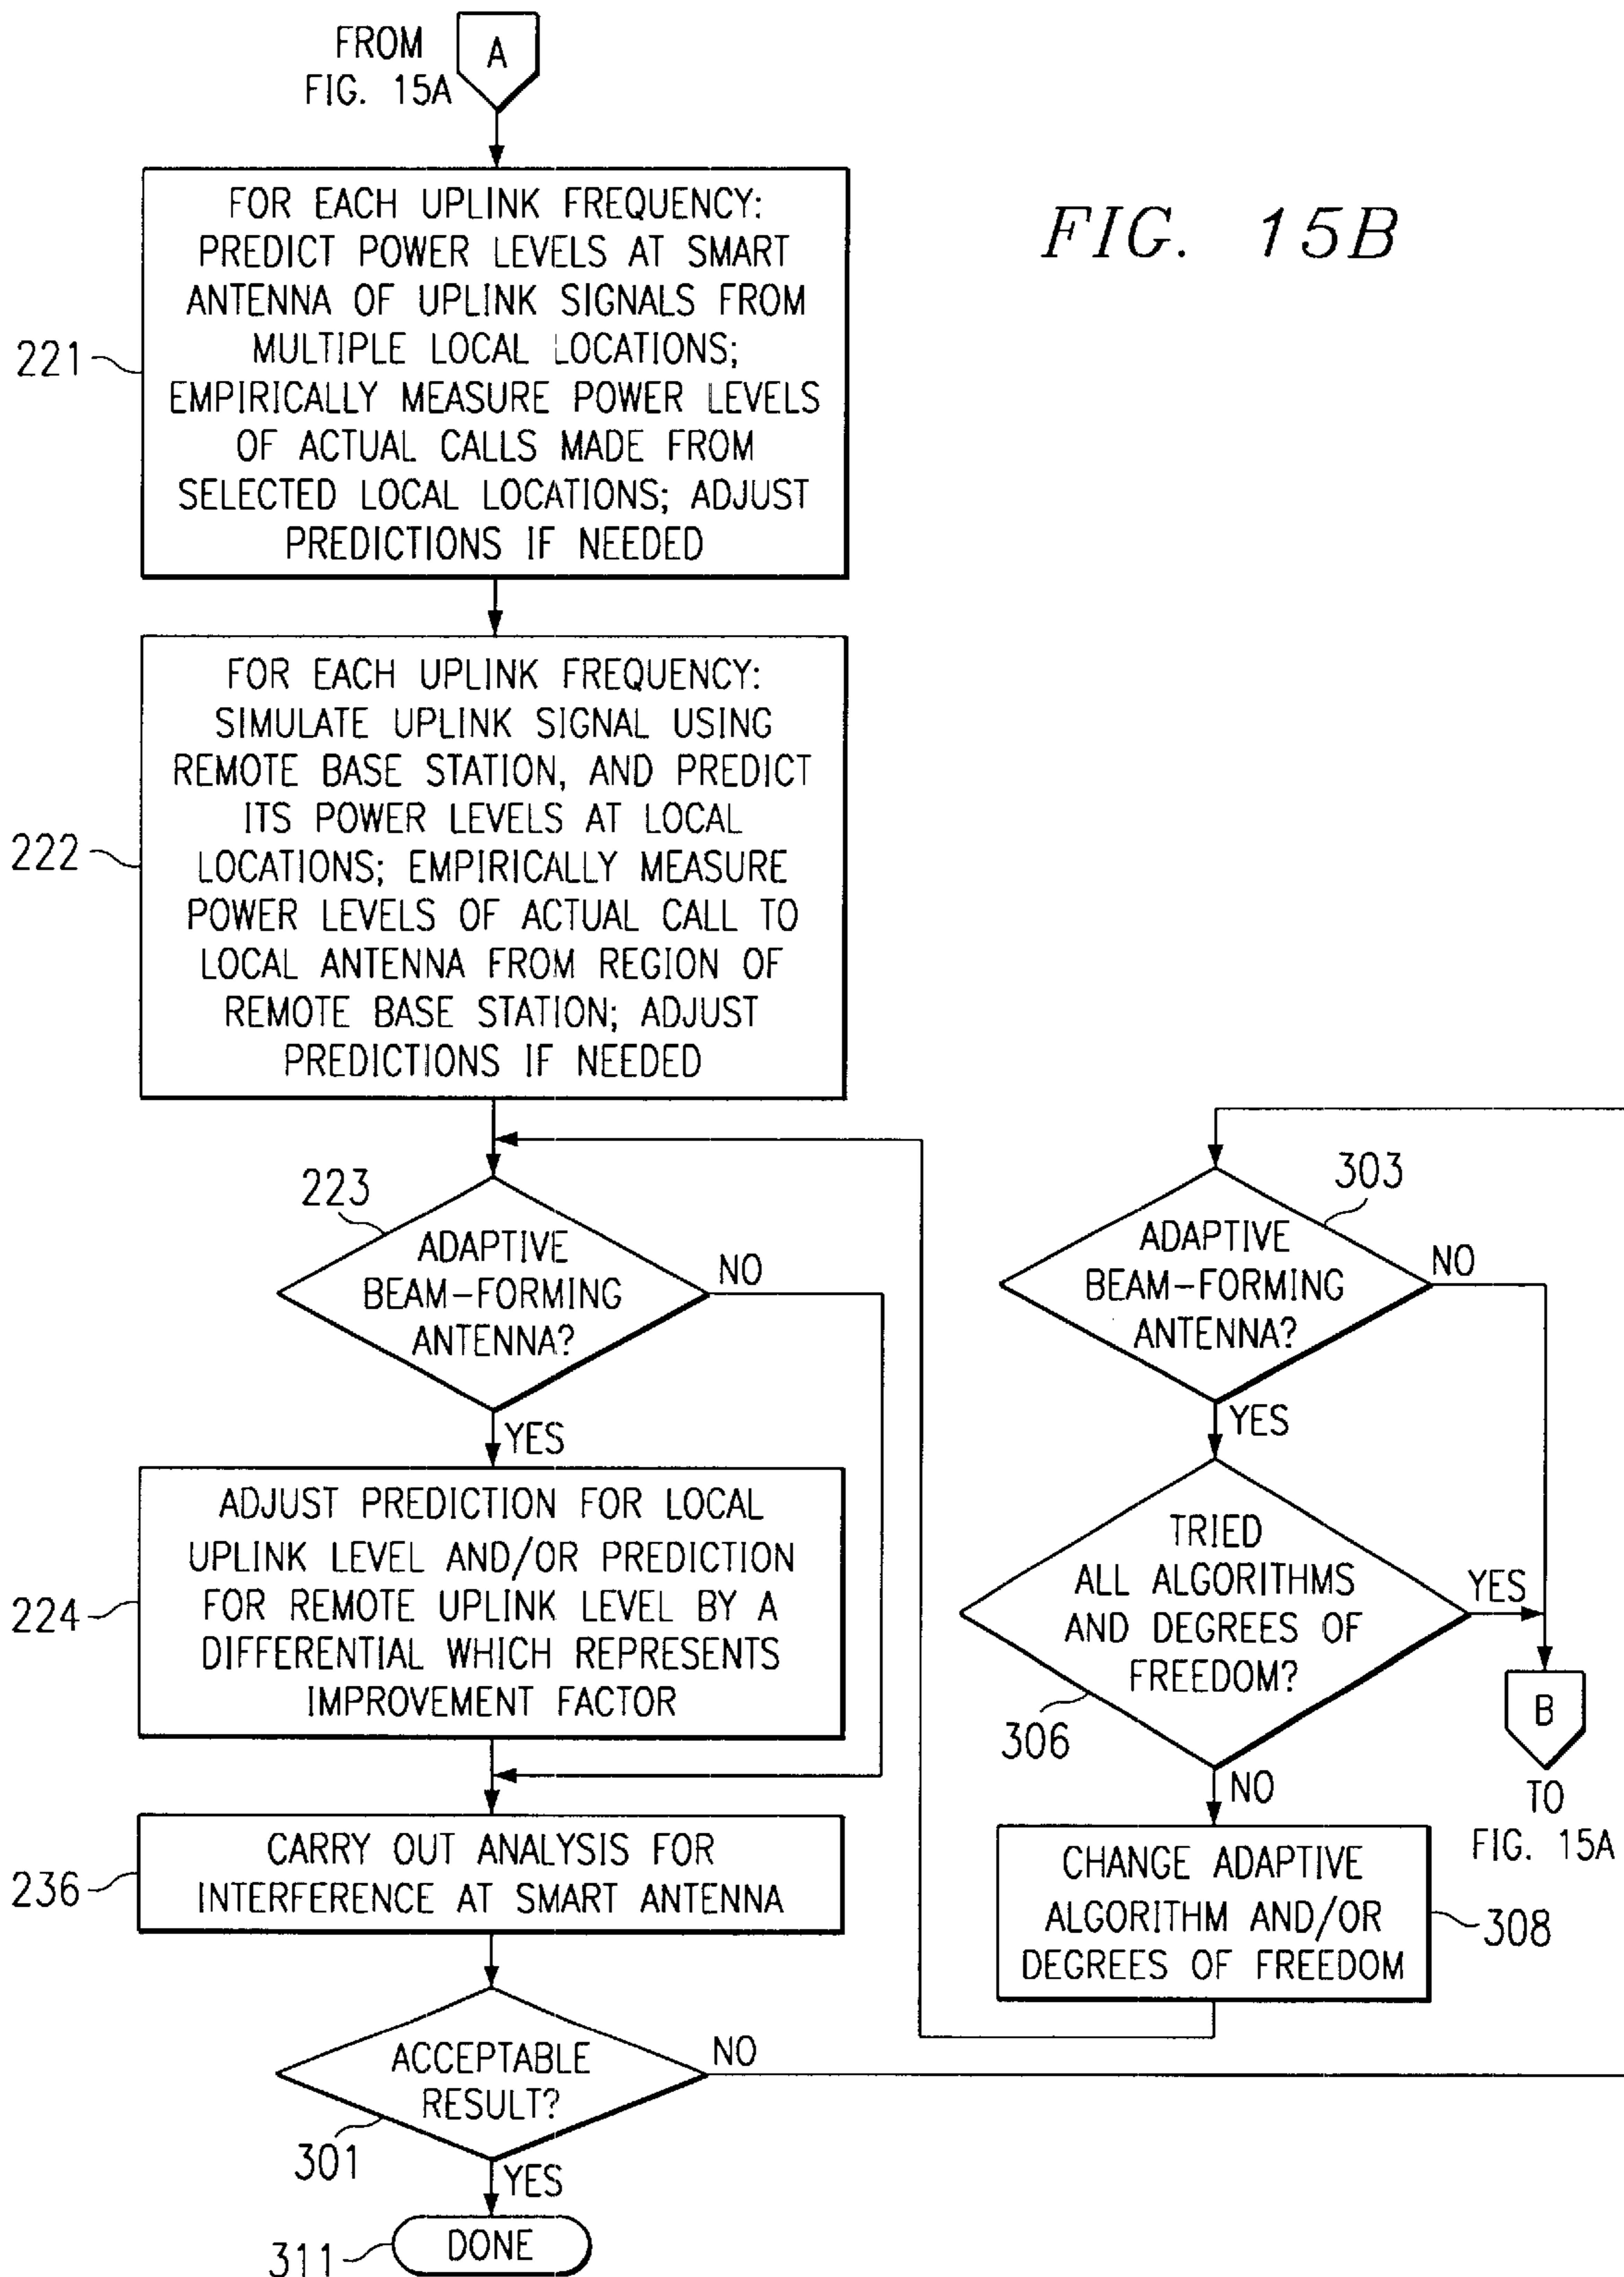 FROM
FIG. 15A
A
FIG. 15B
221
FOR EACH UPLINK FREQUENCY:
PREDICT POWER LEVELS AT SMART
ANTENNA OF UPLINK SIGNALS FROM
MULTIPLE LOCAL LOCATIONS;
EMPIRICALLY MEASURE POWER LEVELS
OF ACTUAL CALLS MADE FROM
SELECTED LOCAL LOCATIONS; ADJUST
PREDICTIONS IF NEEDED
222
FOR EACH UPLINK FREQUENCY:
SIMULATE UPLINK SIGNAL USING
REMOTE BASE STATION, AND PREDICT
ITS POWER LEVELS AT LOCAL
LOCATIONS; EMPIRICALLY MEASURE
POWER LEVELS OF ACTUAL CALL TO
LOCAL ANTENNA FROM REGION OF
REMOTE BASE STATION; ADJUST
PREDICTIONS IF NEEDED
223
ADAPTIVE
BEAM-FORMING
ANTENNA?
NO
YES
224
ADJUST PREDICTION FOR LOCAL
UPLINK LEVEL AND/OR PREDICTION
FOR REMOTE UPLINK LEVEL BY A
DIFFERENTIAL WHICH REPRESENTS
IMPROVEMENT FACTOR
236
CARRY OUT ANALYSIS FOR
INTERFERENCE AT SMART ANTENNA
ACCEPTABLE
RESULT?
NO
301
YES
311
DONE
303
ADAPTIVE
BEAM-FORMING
ANTENNA?
NO
YES
TRIED
ALL ALGORITHMS
AND DEGREES OF
FREEDOM?
YES
306
NO
B
TO
FIG. 15A
CHANGE ADAPTIVE
ALGORITHM AND/OR
DEGREES OF FREEDOM
308